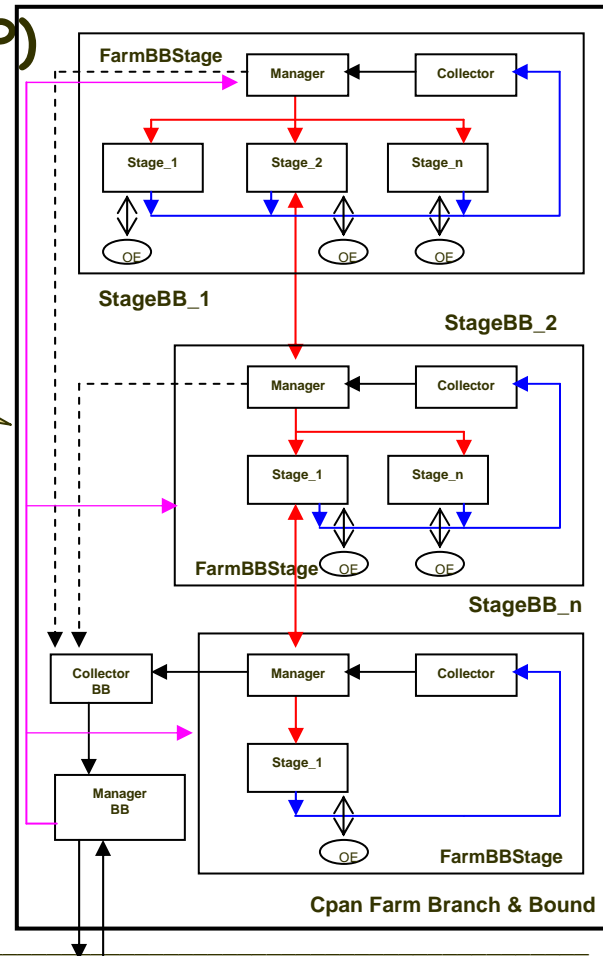 FarmBBStage
Manager
Collector
Stage_1
Stage_2
Stage_n
OF
OF
OF
StageBB_1
StageBB_2
Manager
Collector
Stage_1
Stage_n
FarmBBStage
OF
OF
StageBB_n
Collector
BB
Manager
Collector
Stage_1
Manager
BB
OF
FarmBBStage
Cpan Farm Branch & Bound